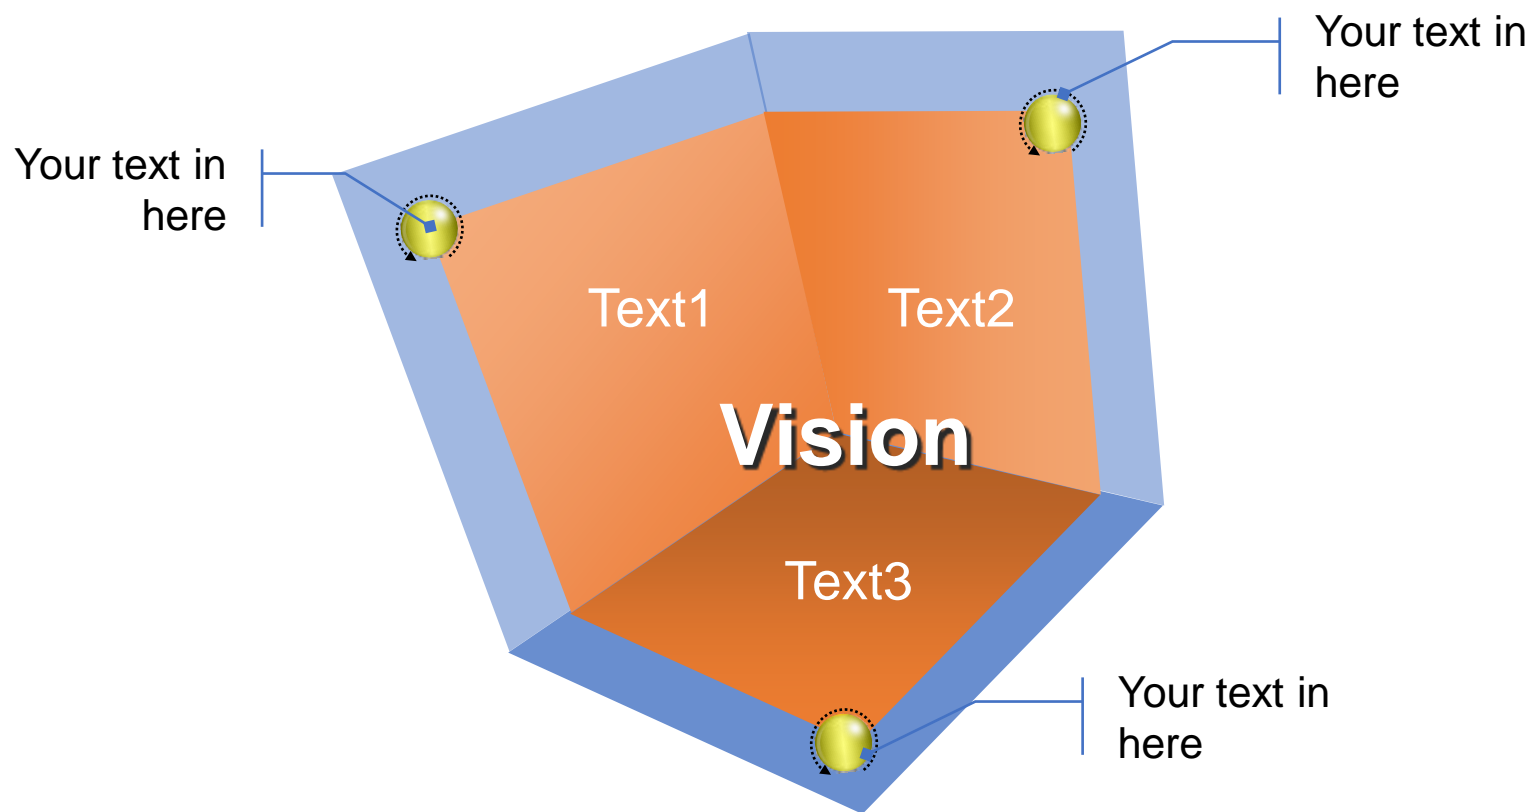 Your text in
here
Your text in
here
Text1
Text2
Vision
Text3
Your text in
here